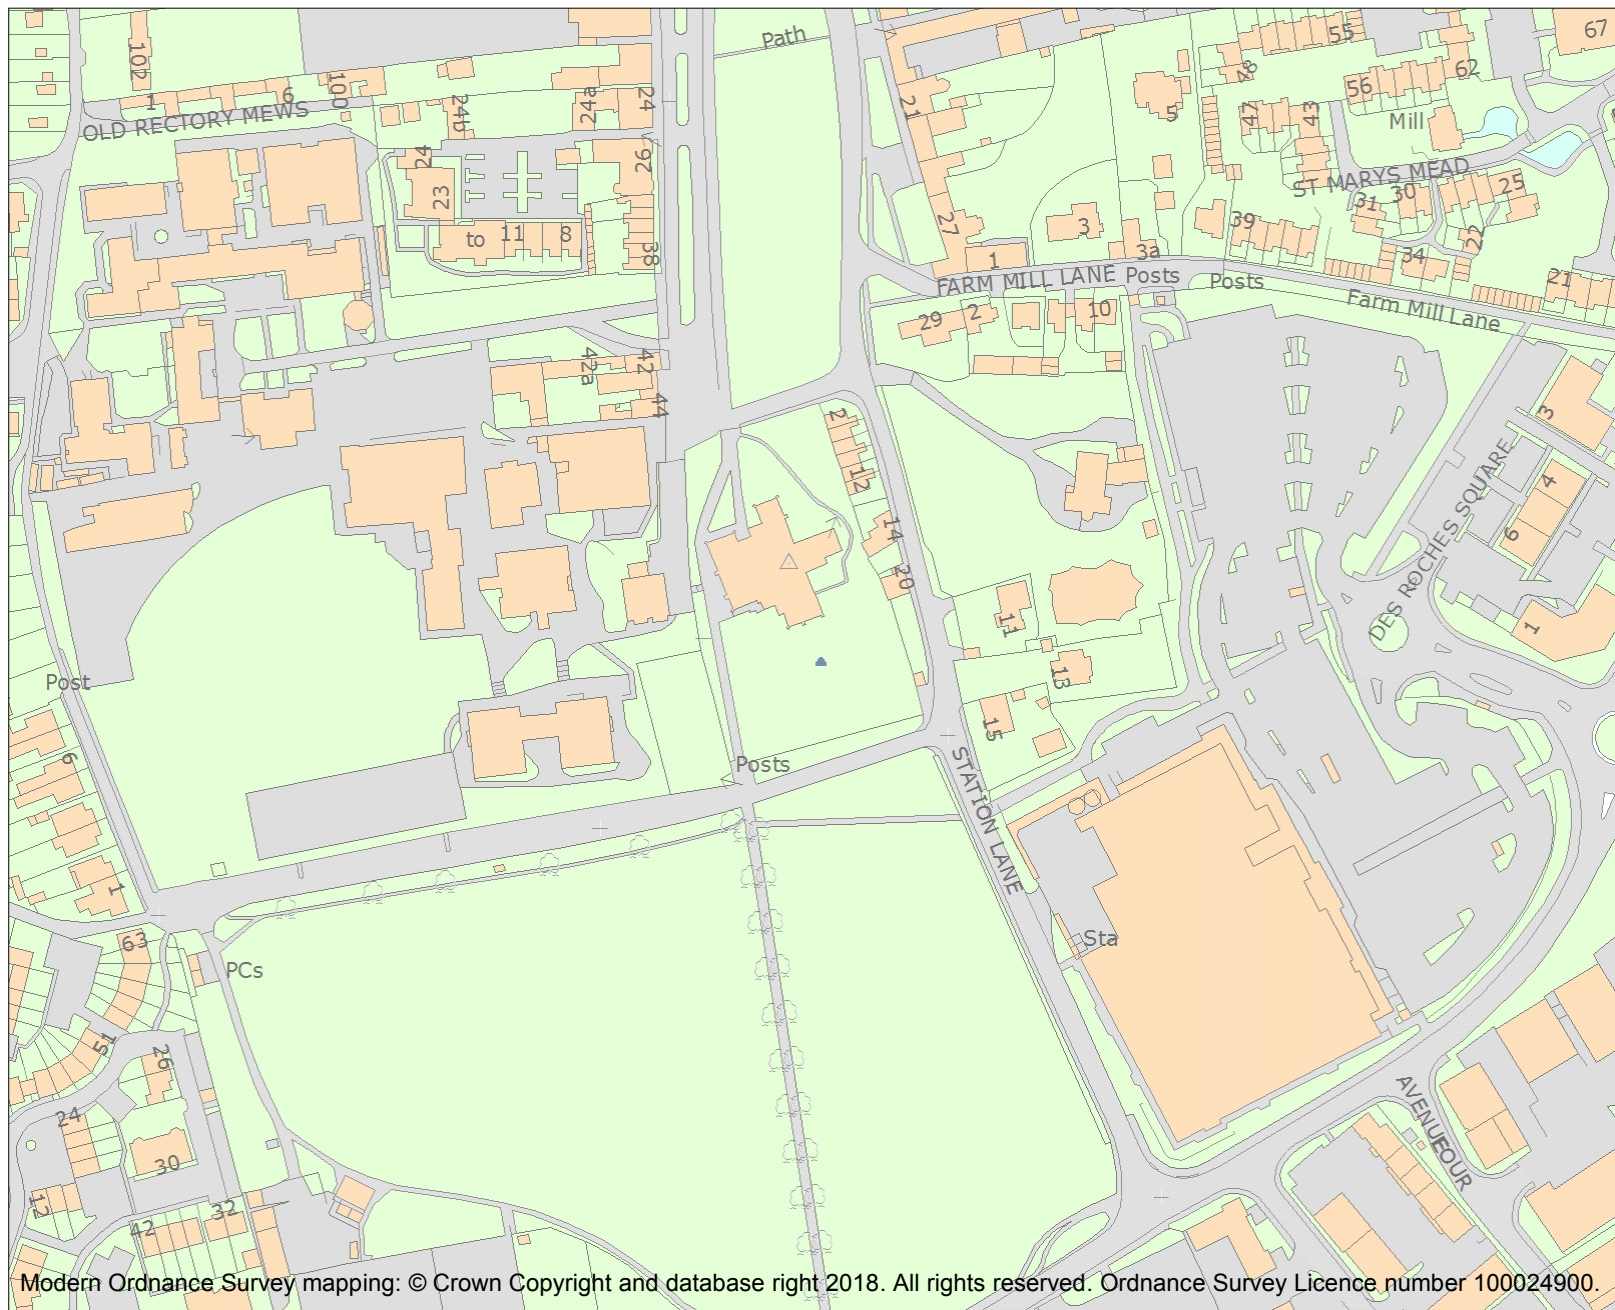 Path
102
1
6
100
OLD RECTORY MEWS
24b
24a
24
24
23
26
to
11
8
38
21
27
5
48
55
47
43
56
62
67
Mill
ST MARYS MEAD
31
30
25
22
39
34
21
3
3a
1
FARM MILL LANE
Posts
Posts
Farm Mill Lane
29
2
10
42a
42
44
2
12
14
20
11
13
15
3
4
6
1
DES ROCHES SQUARE
Post
6
1
Posts
STATION LANE
Sta
63
PCs
51
26
24
30
12
42
32
AVENUE FOUR
Modern Ordnance Survey mapping: © Crown Copyright and database right 2018. All rights reserved. Ordnance Survey Licence number 100024900.